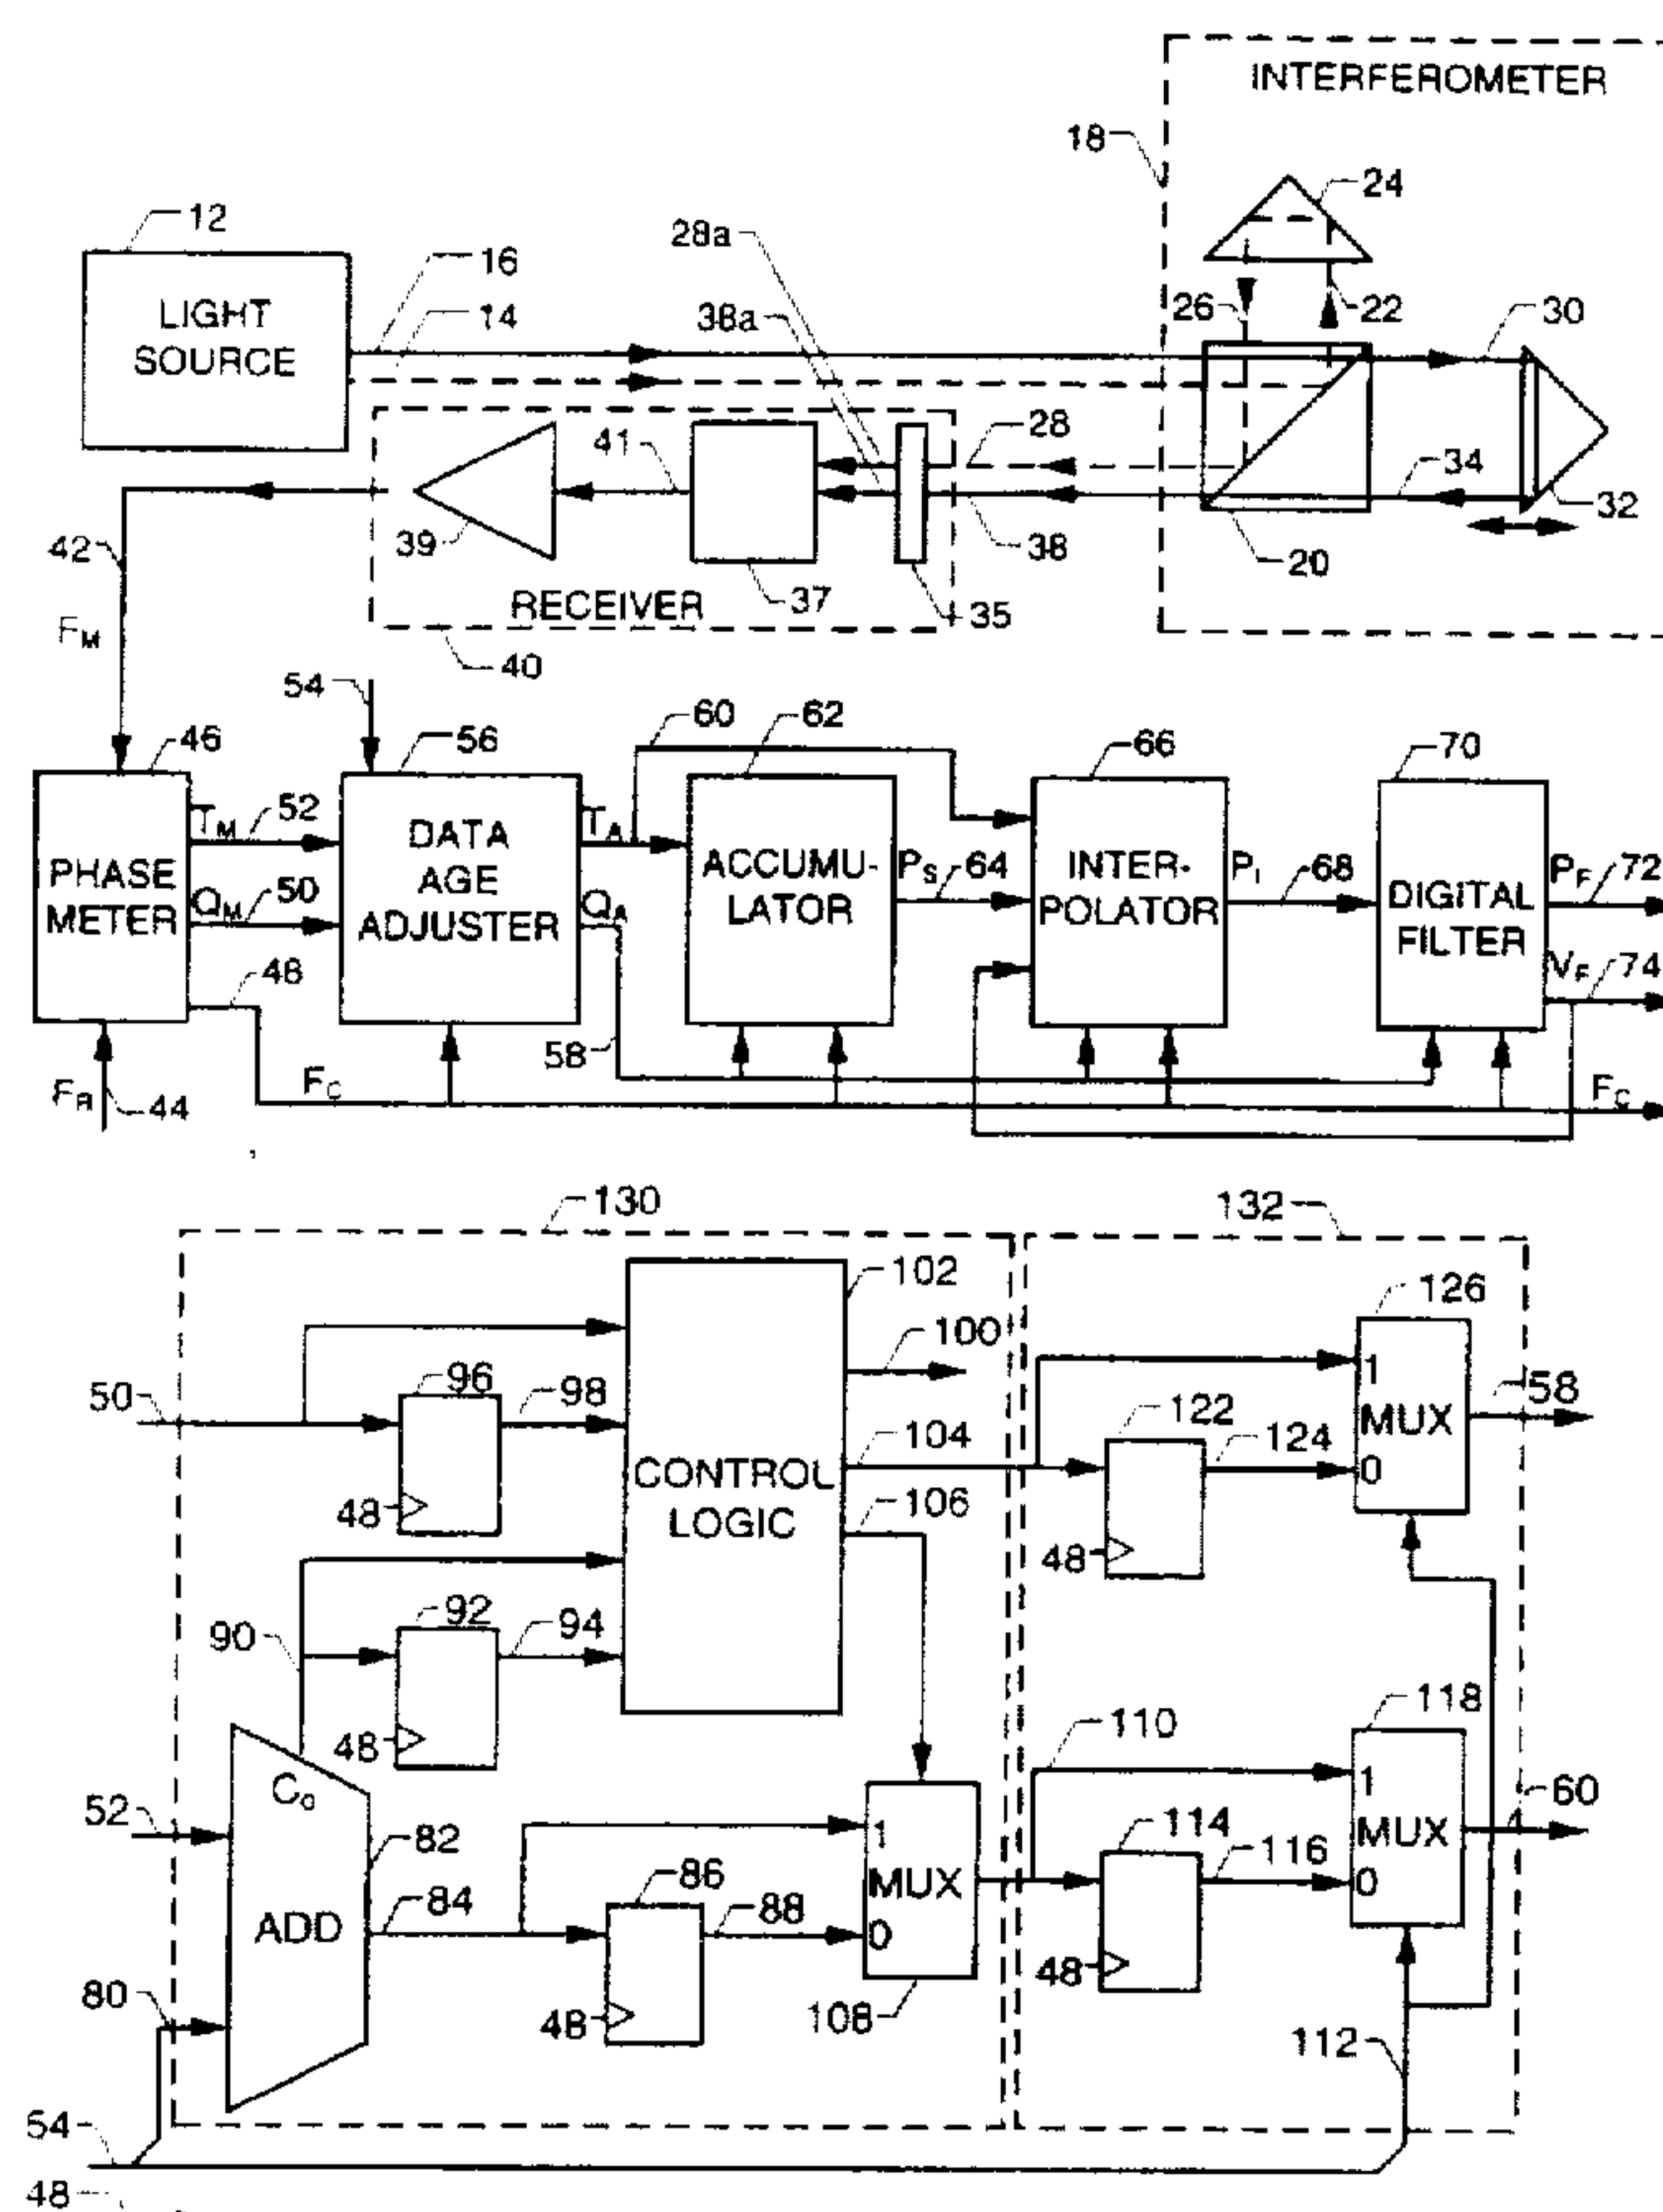 INTERFEROMETER
18
24
12
28a
16
LIGHT
SOURCE
14
38a
26
22
30
41
28
34
39
38
32
42
20
37
RECEIVER
35
FM
40
54
60
62
46
56
66
70
TM
52
DATA
AGE
ADJUSTER
TA
ACCUMU-
LATOR
PS
64
INTER-
POLATOR
PI
68
DIGITAL
FILTER
PF
72
PHASE
METER
QM
50
QA
48
VF
74
58
FR
44
FC
FC
130
132
102
126
100
50
96
98
1
58
122
MUX
104
124
CONTROL
LOGIC
0
48
106
48
92
90
94
118
110
48
Co
1
60
52
82
1
114
MUX
86
116
MUX
84
88
0
ADD
0
48
80
48
108
112
54
48